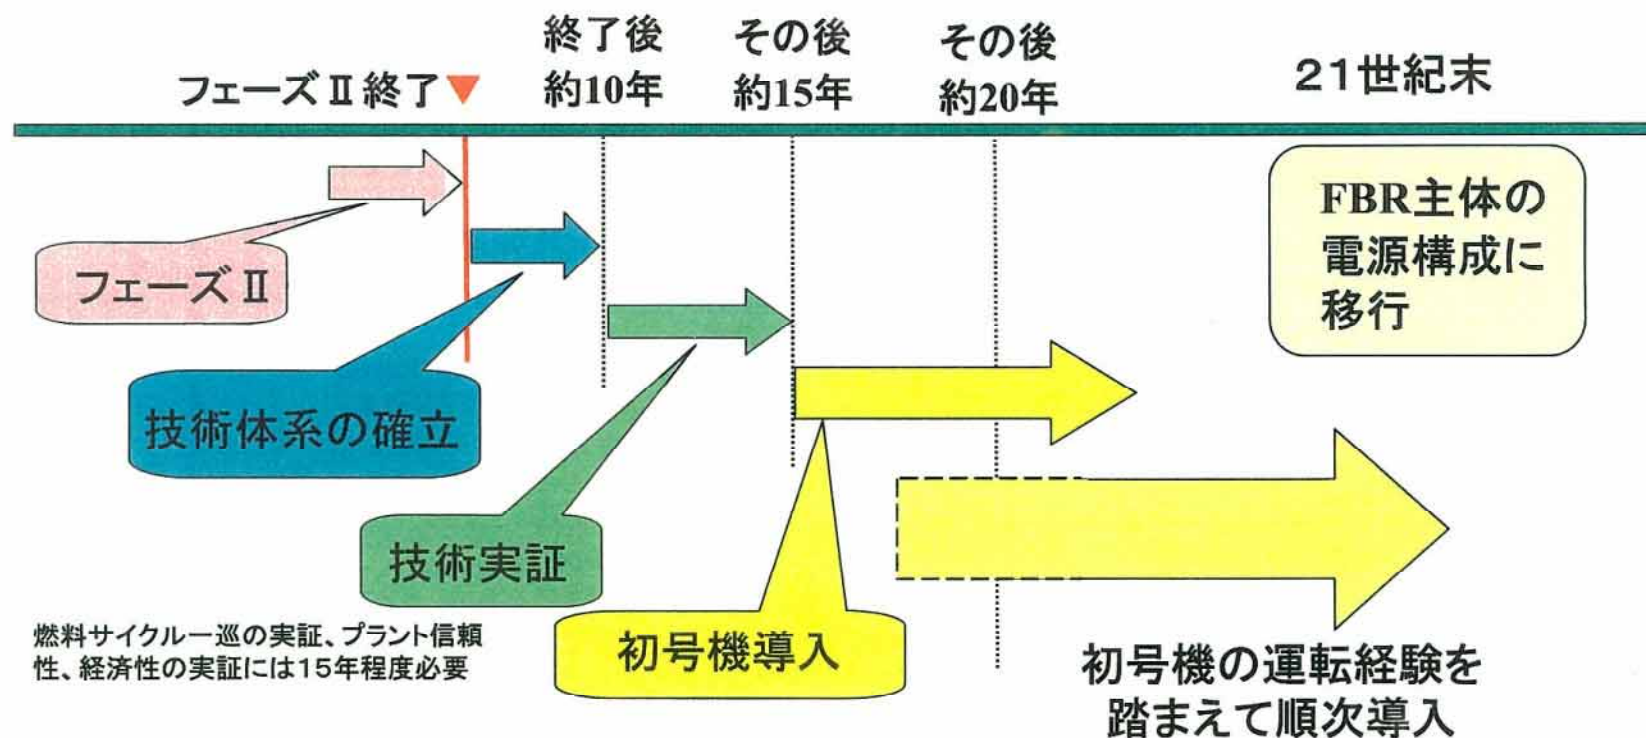 終了後
約10年
その後
約15年
その後
約20年
21世紀末
フェーズⅡ終了▼
FBR主体の
電源構成に
移行
フェーズⅡ
技術体系の確立
技術実証
初号機導入
燃料サイクル一巡の実証、プラント信頼
性、経済性の実証には15年程度必要
初号機の運転経験を
踏まえて順次導入